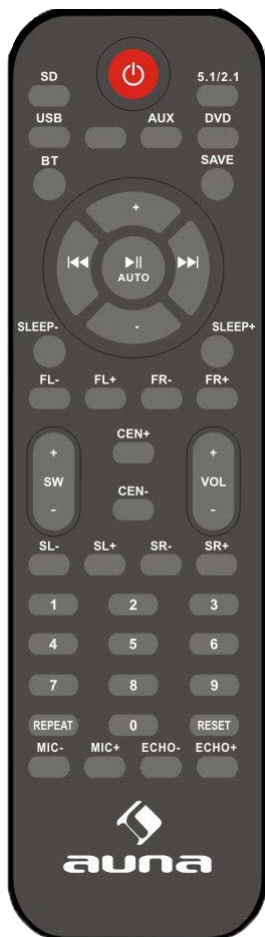 SD 5.1/2.1
USB AUX DVD
BT SAVE
+
AUTO
-
SLEEP- SLEEP+
FL- FL+ FR- FR+
CEN+
+ +
SW VOL
CEN-
- -
SL- SL+ SR- SR+
1 2 3
4 5 6
7 8 9
REPEAT 0 RESET
MIC- MIC+ ECHO- ECHO+
auna